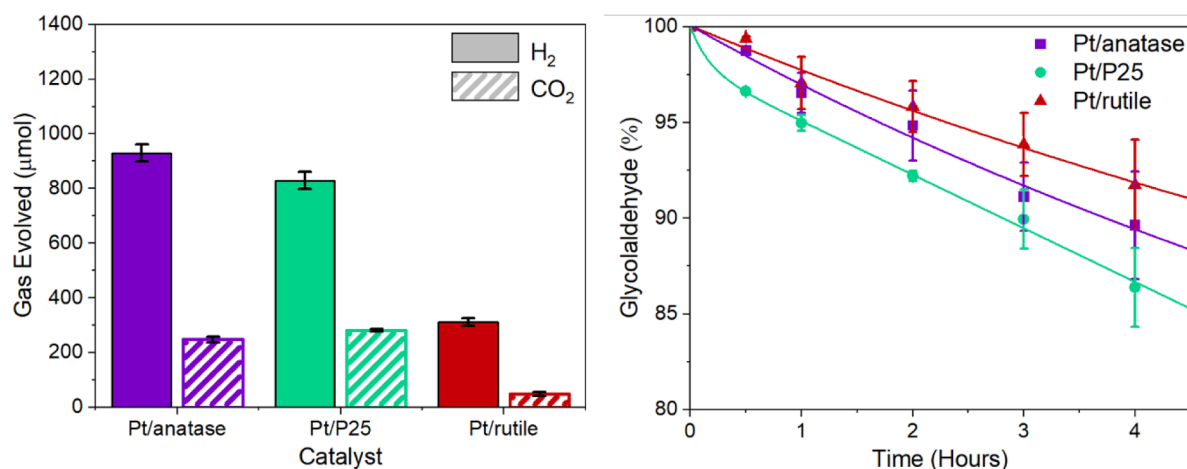 1400
1200
1000
800
600
400
200
0
Gas Evolved (μmol)
H₂
CO₂
Pt/anatase
Pt/P25
Pt/rutile
Catalyst
100
95
90
85
80
Glycolaldehyde (%)
Pt/anatase
Pt/P25
Pt/rutile
0 1 2 3 4
Time (Hours)